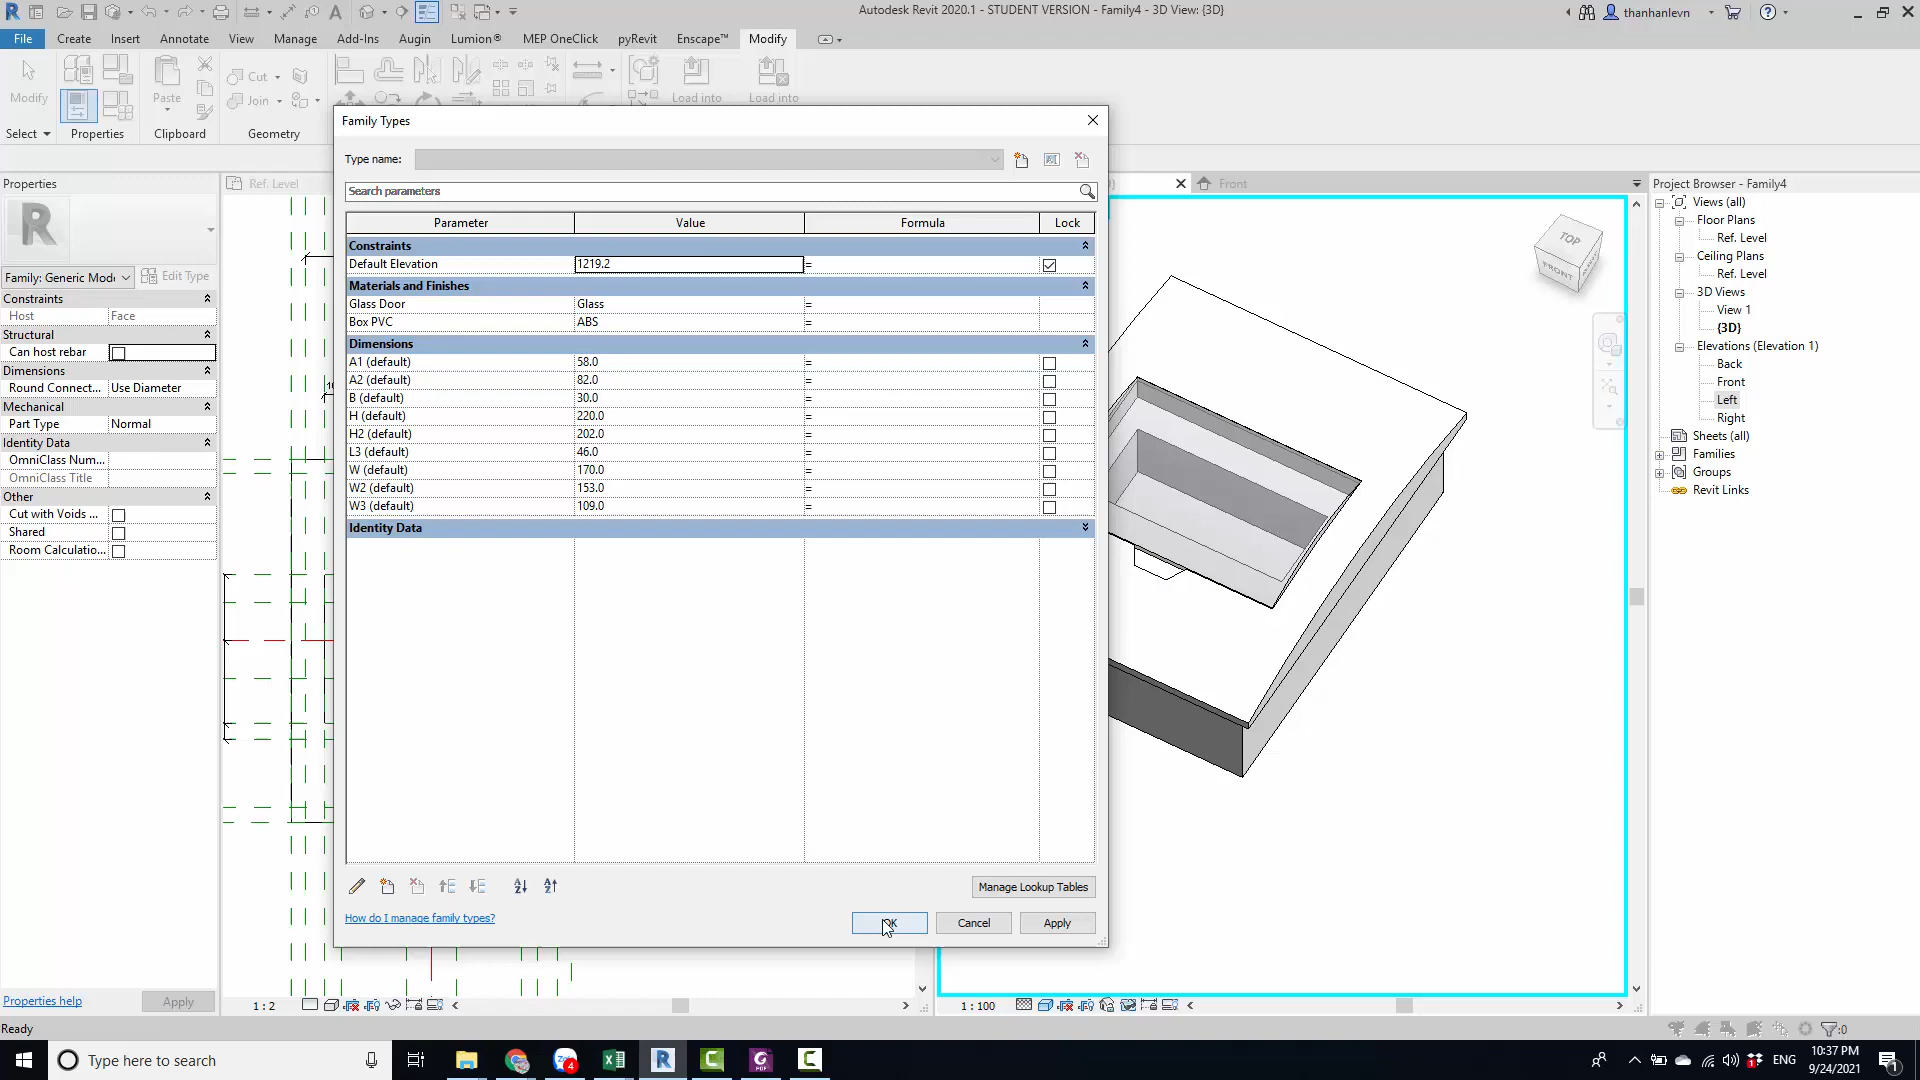 Autodesk Revit 2020.1 - STUDENT VERSION - Family4 - 3D View: {3D}
thanhlevn
File
Create
Insert
Annotate
View
Manage
Add-Ins
Augin
Lumion®
MEP OneClick
pyRevit
Enscape™
Modify
Modify
Paste
Cut
Join
Load into
Load into
Select
Properties
Clipboard
Geometry
Properties
Ref. Level
Front
Family: Generic Mode
Edit Type
Constraints
Host Face
Structural
Can host rebar
Dimensions
Round Connect... Use Diameter
Mechanical
Part Type Normal
Identity Data
OmniClass Num...
OmniClass Title
Other
Cut with Voids ...
Shared
Room Calculatio...
Properties help
Apply
Family Types
Type name:
Search parameters
Parameter Value Formula Lock
Constraints
Default Elevation 1219.2 =
Materials and Finishes
Glass Door Glass =
Box PVC ABS =
Dimensions
A1 (default) 58.0 =
A2 (default) 82.0 =
B (default) 30.0 =
H (default) 220.0 =
H2 (default) 202.0 =
L3 (default) 46.0 =
W (default) 170.0 =
W2 (default) 153.0 =
W3 (default) 109.0 =
Identity Data
Manage Lookup Tables
How do I manage family types?
OK
Cancel
Apply
TOP
FRONT
Project Browser - Family4
Views (all)
Floor Plans
Ref. Level
Ceiling Plans
Ref. Level
3D Views
View 1
{3D}
Elevations (Elevation 1)
Back
Front
Left
Right
Sheets (all)
Families
Groups
Revit Links
1 : 2
1 : 100
Ready
:0
Type here to search
4
ENG
10:37 PM
9/24/2021
1